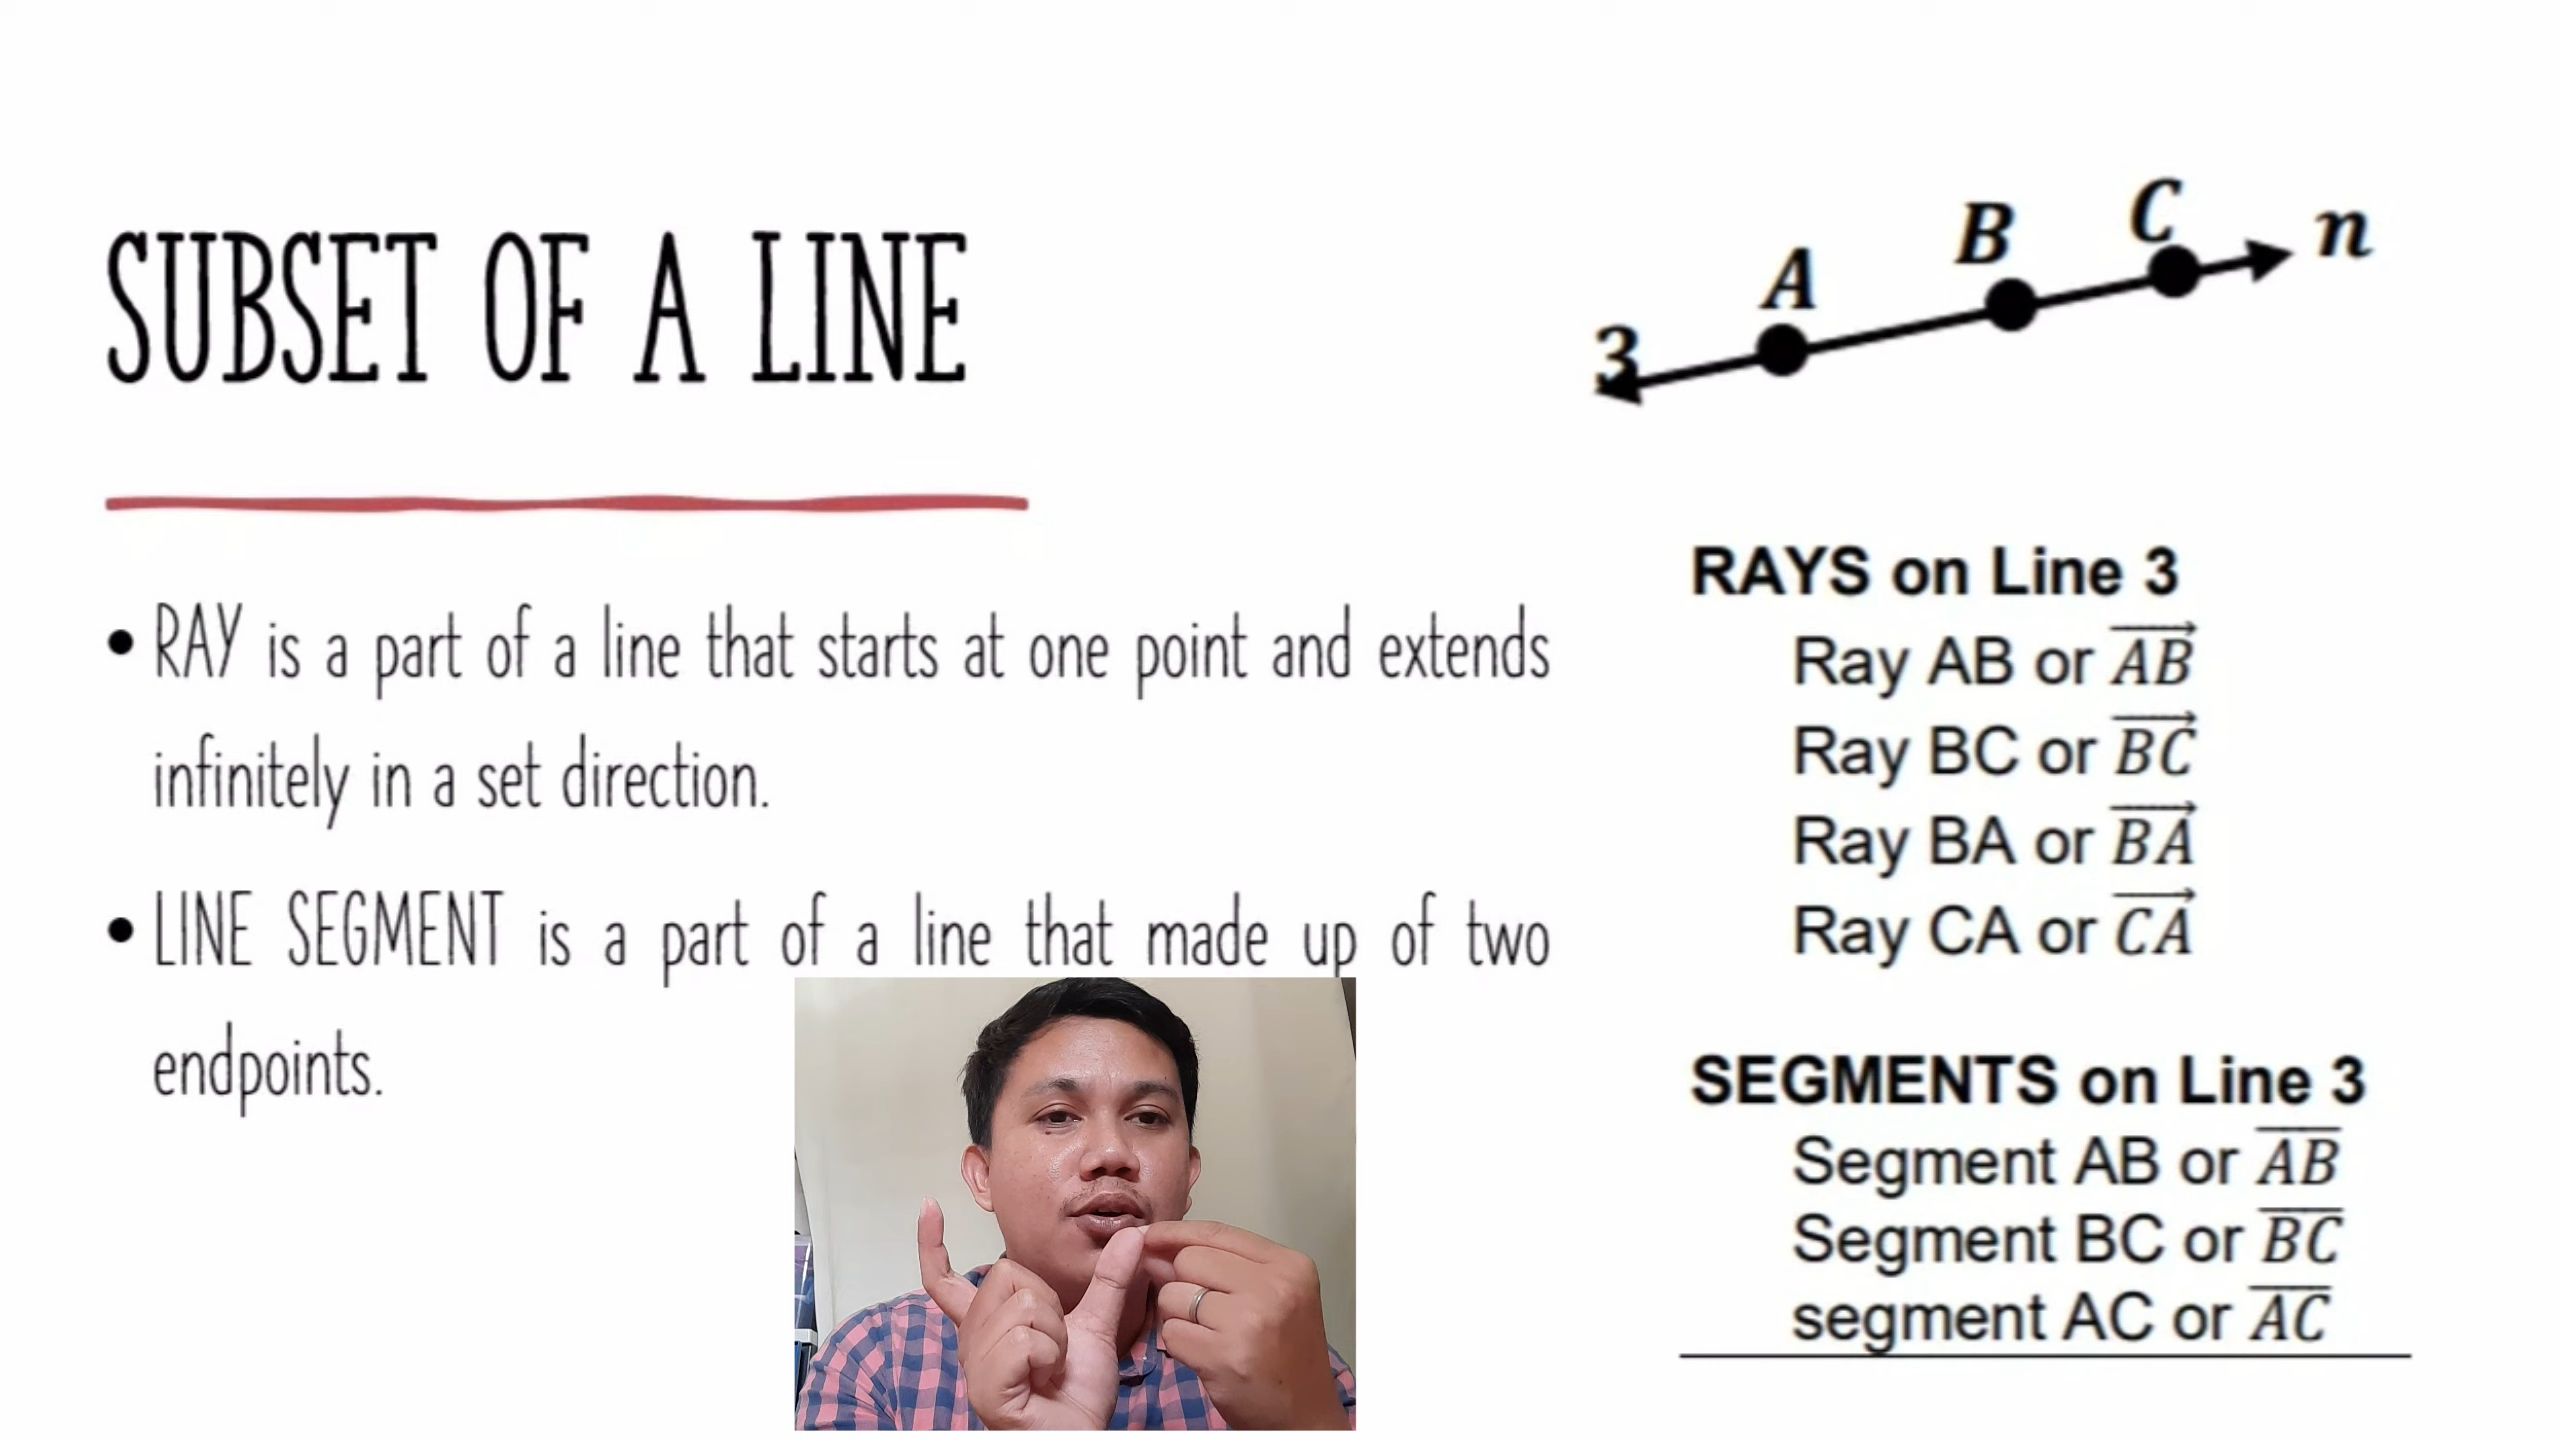 SUBSET OF A LINE
• RAY is a part of a line that starts at one point and extends
infinitely in a set direction.
• LINE SEGMENT is a part of a line that made up of two
endpoints.
A B C n
3
RAYS on Line 3
Ray AB or AB
Ray BC or BC
Ray BA or BA
Ray CA or CA
SEGMENTS on Line 3
Segment AB or AB
Segment BC or BC
segment AC or AC